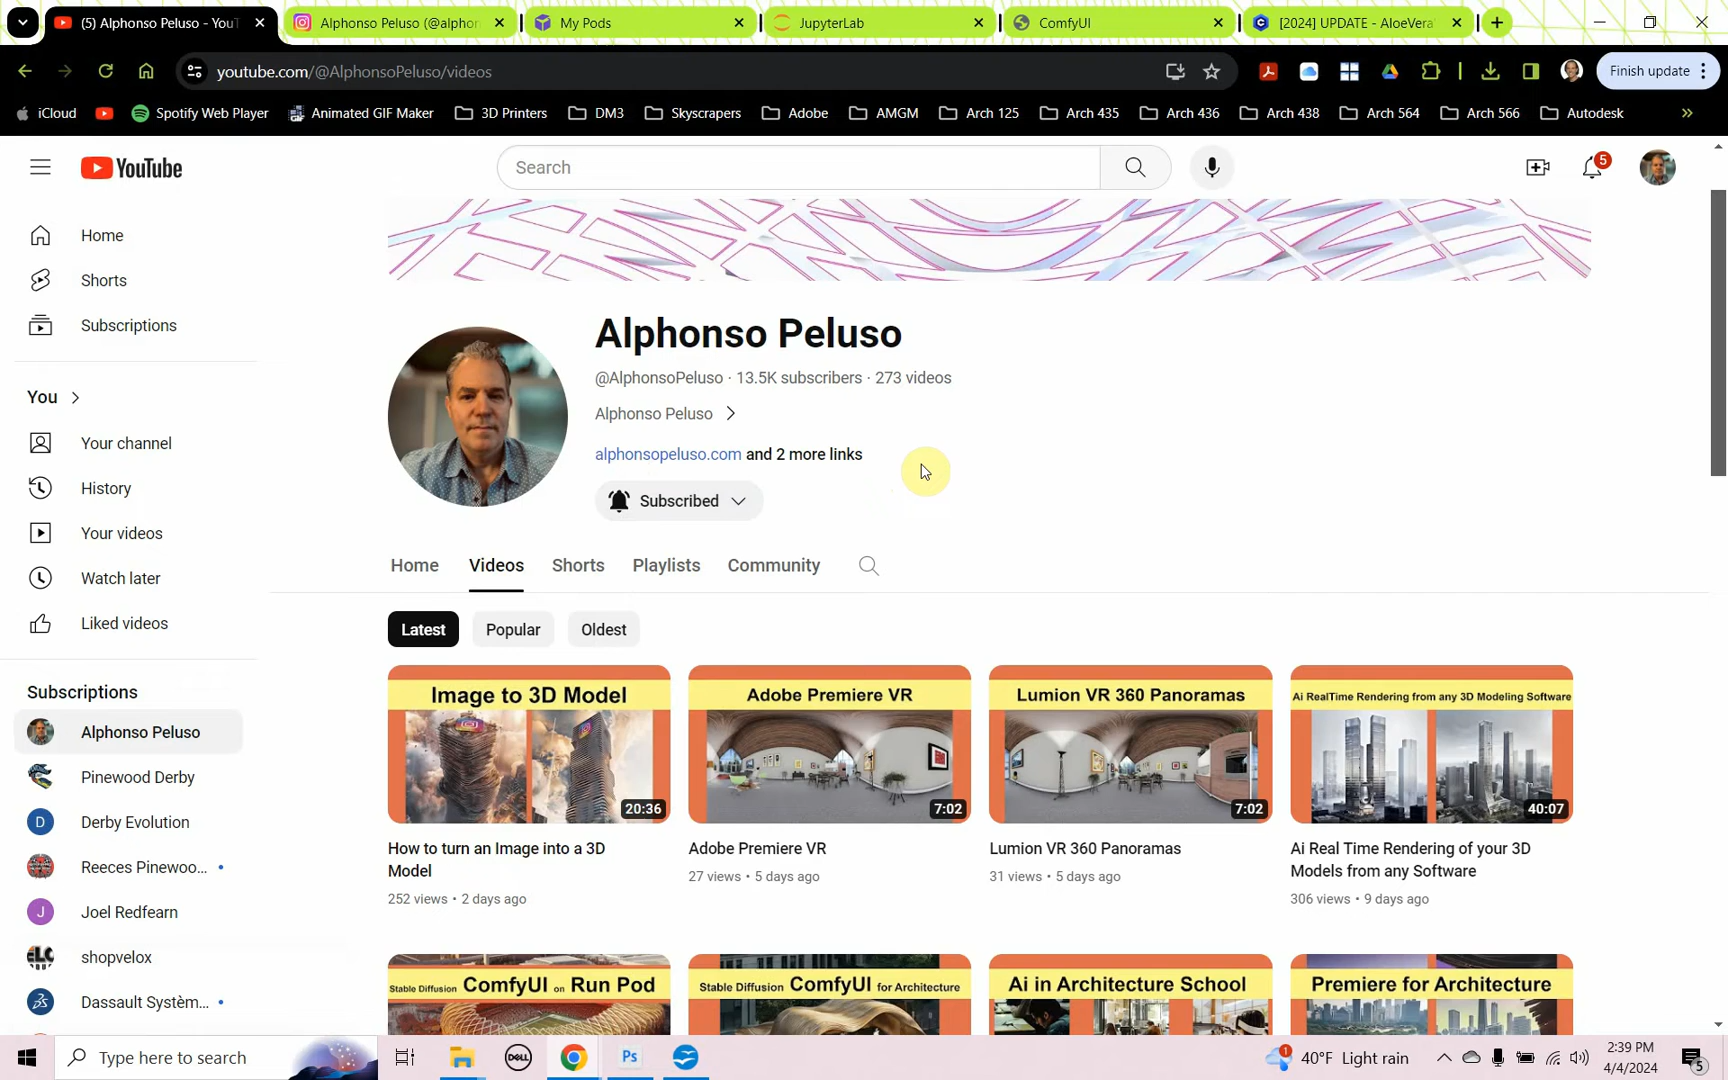 (5) Alphonso Peluso - YouT
Alphonso Peluso (@alphon
My Pods
JupyterLab
ComfyUI
[2024] UPDATE - AloeVera
youtube.com/@AlphonsoPeluso/videos
Finish update
iCloud
Spotify Web Player
Animated GIF Maker
3D Printers
DM3
Skyscrapers
Adobe
AMGM
Arch 125
Arch 435
Arch 436
Arch 438
Arch 564
Arch 566
Autodesk
»
YouTube
Search
5
Home
Shorts
Subscriptions
You
Your channel
History
Your videos
Watch later
Liked videos
Subscriptions
Alphonso Peluso
Pinewood Derby
D
Derby Evolution
Reeces Pinewoo...
J
Joel Redfearn
shopvelox
Dassault Systèm...
Alphonso Peluso
@AlphonsoPeluso · 13.5K subscribers · 273 videos
Alphonso Peluso
alphonsopeluso.com and 2 more links
Subscribed
Home
Videos
Shorts
Playlists
Community
Latest
Popular
Oldest
Image to 3D Model
20:36
How to turn an Image into a 3D
Model
252 views • 2 days ago
Adobe Premiere VR
7:02
Adobe Premiere VR
27 views • 5 days ago
Lumion VR 360 Panoramas
7:02
Lumion VR 360 Panoramas
31 views • 5 days ago
Ai RealTime Rendering from any 3D Modeling Software
40:07
Ai Real Time Rendering of your 3D
Models from any Software
306 views • 9 days ago
Stable Diffusion ComfyUI on Run Pod
Stable Diffusion ComfyUI for Architecture
Ai in Architecture School
Premiere for Architecture
Type here to search
DELL
Ps
1
40°F Light rain
2:39 PM
4/4/2024
5